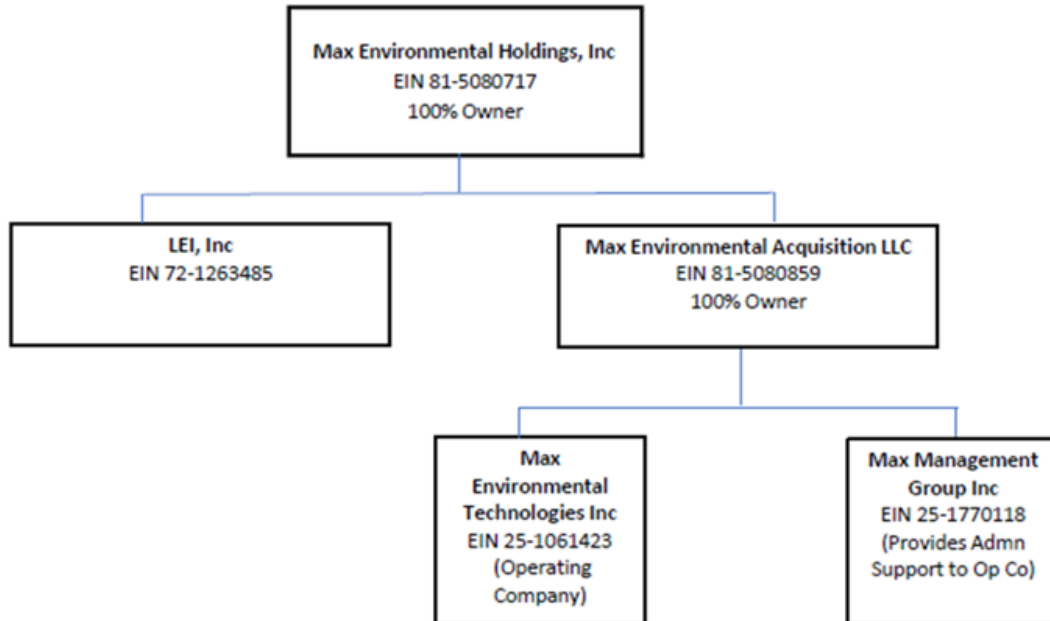 Max Environmental Holdings, Inc
EIN 81-5080717
100% Owner
LEI, Inc
EIN 72-1263485
Max Environmental Acquisition LLC
EIN 81-5080859
100% Owner
Max
Environmental
Technologies Inc
EIN 25-1061423
(Operating
Company)
Max Management
Group Inc
EIN 25-1770118
(Provides Admn
Support to Op Co)